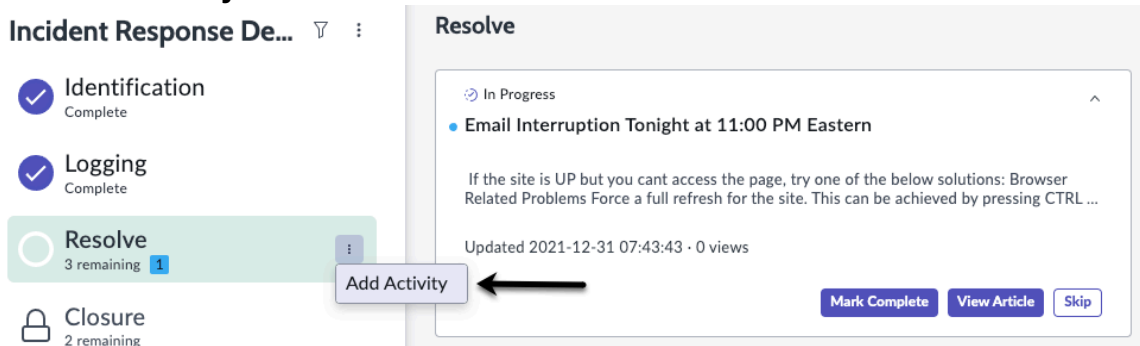 Incident Response De...
Identification
Complete
Logging
Complete
Resolve
3 remaining 1
Add Activity
Closure
2 remaining
Resolve
In Progress
Email Interruption Tonight at 11:00 PM Eastern
If the site is UP but you cant access the page, try one of the below solutions: Browser
Related Problems Force a full refresh for the site. This can be achieved by pressing CTRL ...
Updated 2021-12-31 07:43:43 · 0 views
Mark Complete View Article Skip